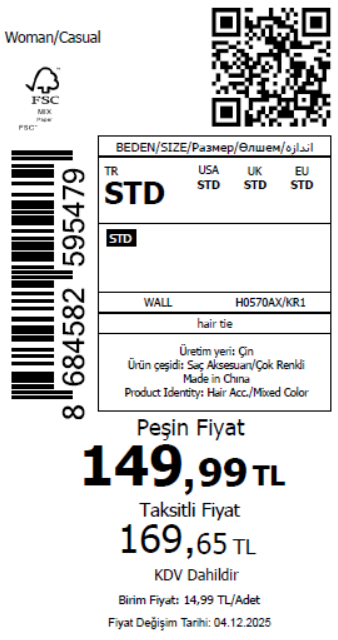 Woman/Casual
FSC
MIX
Paper
FSC™
8 684582 595479
BEDEN/SIZE/Размер/Өлшем/اندازه
TR USA UK EU
STD STD STD STD
STD
WALL H0570AX/KR1
hair tie
Üretim yeri: Çin
Ürün çeşidi: Saç Aksesuarı/Çok Renkli
Made in China
Product Identity: Hair Acc./Mixed Color
Peşin Fiyat
149,99 TL
Taksitli Fiyat
169,65 TL
KDV Dahildir
Birim Fiyat: 14,99 TL/Adet
Fiyat Değişim Tarihi: 04.12.2025